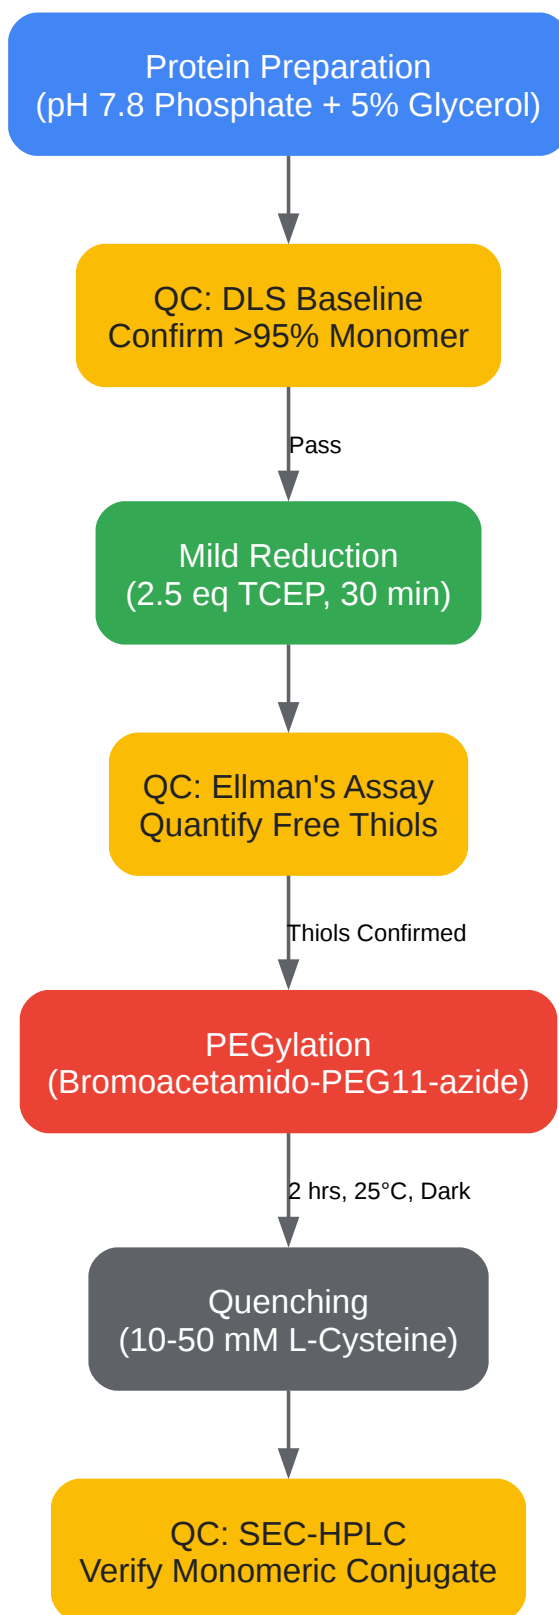 Protein Preparation
(pH 7.8 Phosphate + 5% Glycerol)
QC: DLS Baseline
Confirm >95% Monomer
Pass
Mild Reduction
(2.5 eq TCEP, 30 min)
QC: Ellman's Assay
Quantify Free Thiols
Thiols Confirmed
PEGylation
(Bromoacetamido-PEG11-azide)
2 hrs, 25°C, Dark
Quenching
(10-50 mM L-Cysteine)
QC: SEC-HPLC
Verify Monomeric Conjugate